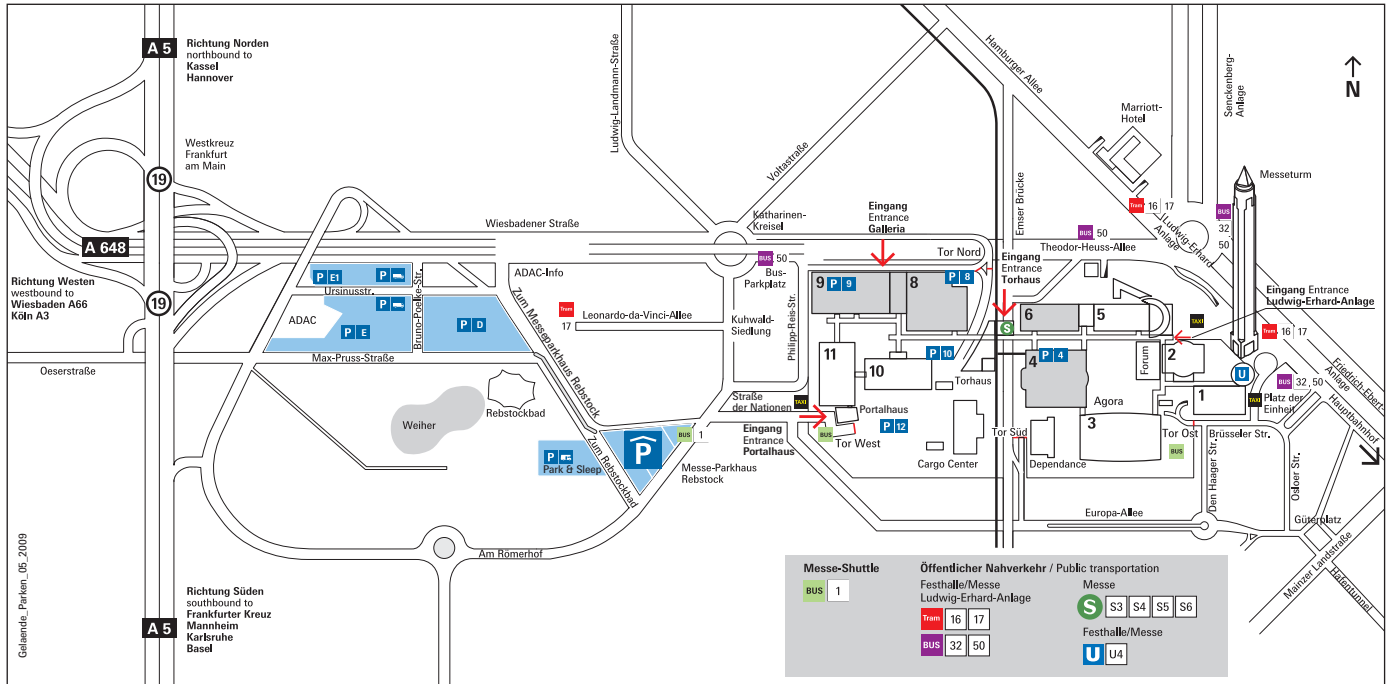 A 5
Richtung Norden
northbound to
Kassel
Hannover
Westkreuz
Frankfurt
am Main
19
A 648
19
Richtung Westen
westbound to
Wiesbaden A66
Köln A3
Oeserstraße
Gelaende_Parken_05_2009
A 5
Richtung Süden
southbound to
Frankfurter Kreuz
Mannheim
Karlsruhe
Basel
Wiesbadener Straße
Ludwig-Landmann-Straße
Voltastraße
Katharinen-
Kreisel
P E1
P
Ursinusstr.
P
ADAC
P E
Bruno-Poelke-Str.
P D
Max-Pruss-Straße
ADAC-Info
Zum Messeparkhaus Rebstock
Tram
17
Leonardo-da-Vinci-Allee
BUS 50
Bus-
Parkplatz
Kuhwald-
Siedlung
Philipp-Reis-Str.
Weiher
Rebstockbad
P
Park & Sleep
Zum Rebstockbad
P
BUS 1
Messe-Parkhaus
Rebstock
Am Römerhof
Straße
der Nationen
TAXI
Eingang
Entrance
Portalhaus
BUS
Tor West
Portalhaus
P 12
Eingang
Entrance
Galleria
Tor Nord
9
P 9
8
P 8
11
10
P 10
Torhaus
Cargo Center
Tor Süd
Dependance
Hamburger Allee
Emser Brücke
Marriott-
Hotel
Senckenberg-
Anlage
N
Messeturm
Tram 16 17
BUS
32
50
Ludwig-Erhard-
Anlage
BUS 50
Theodor-Heuss-Allee
Eingang
Entrance
Torhaus
S
6
5
TAXI
Eingang Entrance
Ludwig-Erhard-Anlage
Tram 16 17
4
P 4
Forum
2
U
Agora
3
1
TAXI
Platz der
Einheit
BUS 32, 50
Friedrich-Ebert-
Anlage
Hauptbahnhof
Tor Ost
BUS
Brüsseler Str.
Den Haager Str.
Osloer Str.
Europa-Allee
Güterplatz
Mainzer Landstraße
Hafentunnel
Messe-Shuttle
BUS 1
Öffentlicher Nahverkehr / Public transportation
Festhalle/Messe
Ludwig-Erhard-Anlage
Tram 16 17
BUS 32 50
Messe
S S3 S4 S5 S6
Festhalle/Messe
U U4